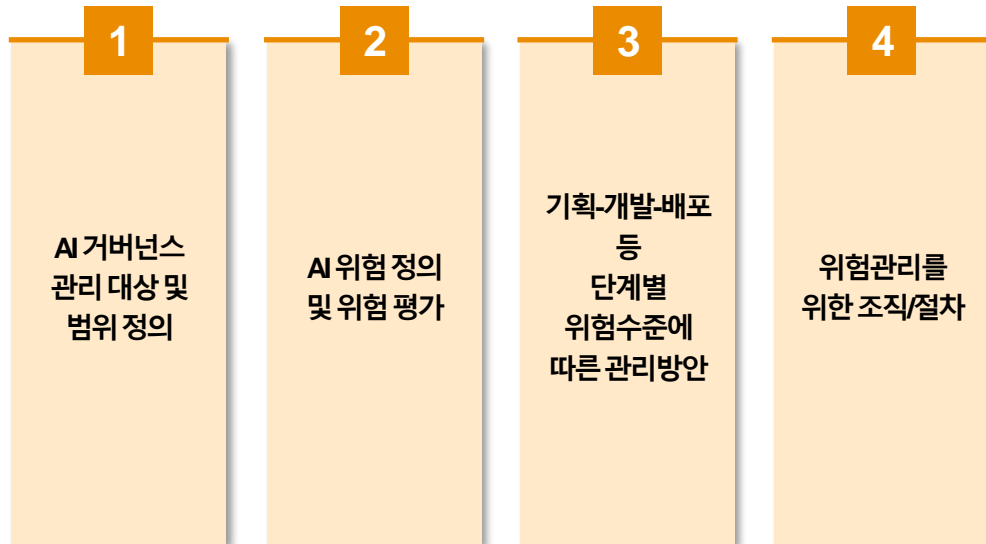 1
AI 거버넌스
관리 대상 및
범위 정의
2
AI 위험 정의
및 위험 평가
3
기획-개발-배포
등
단계별
위험수준에
따른 관리방안
4
위험관리를
위한 조직/절차